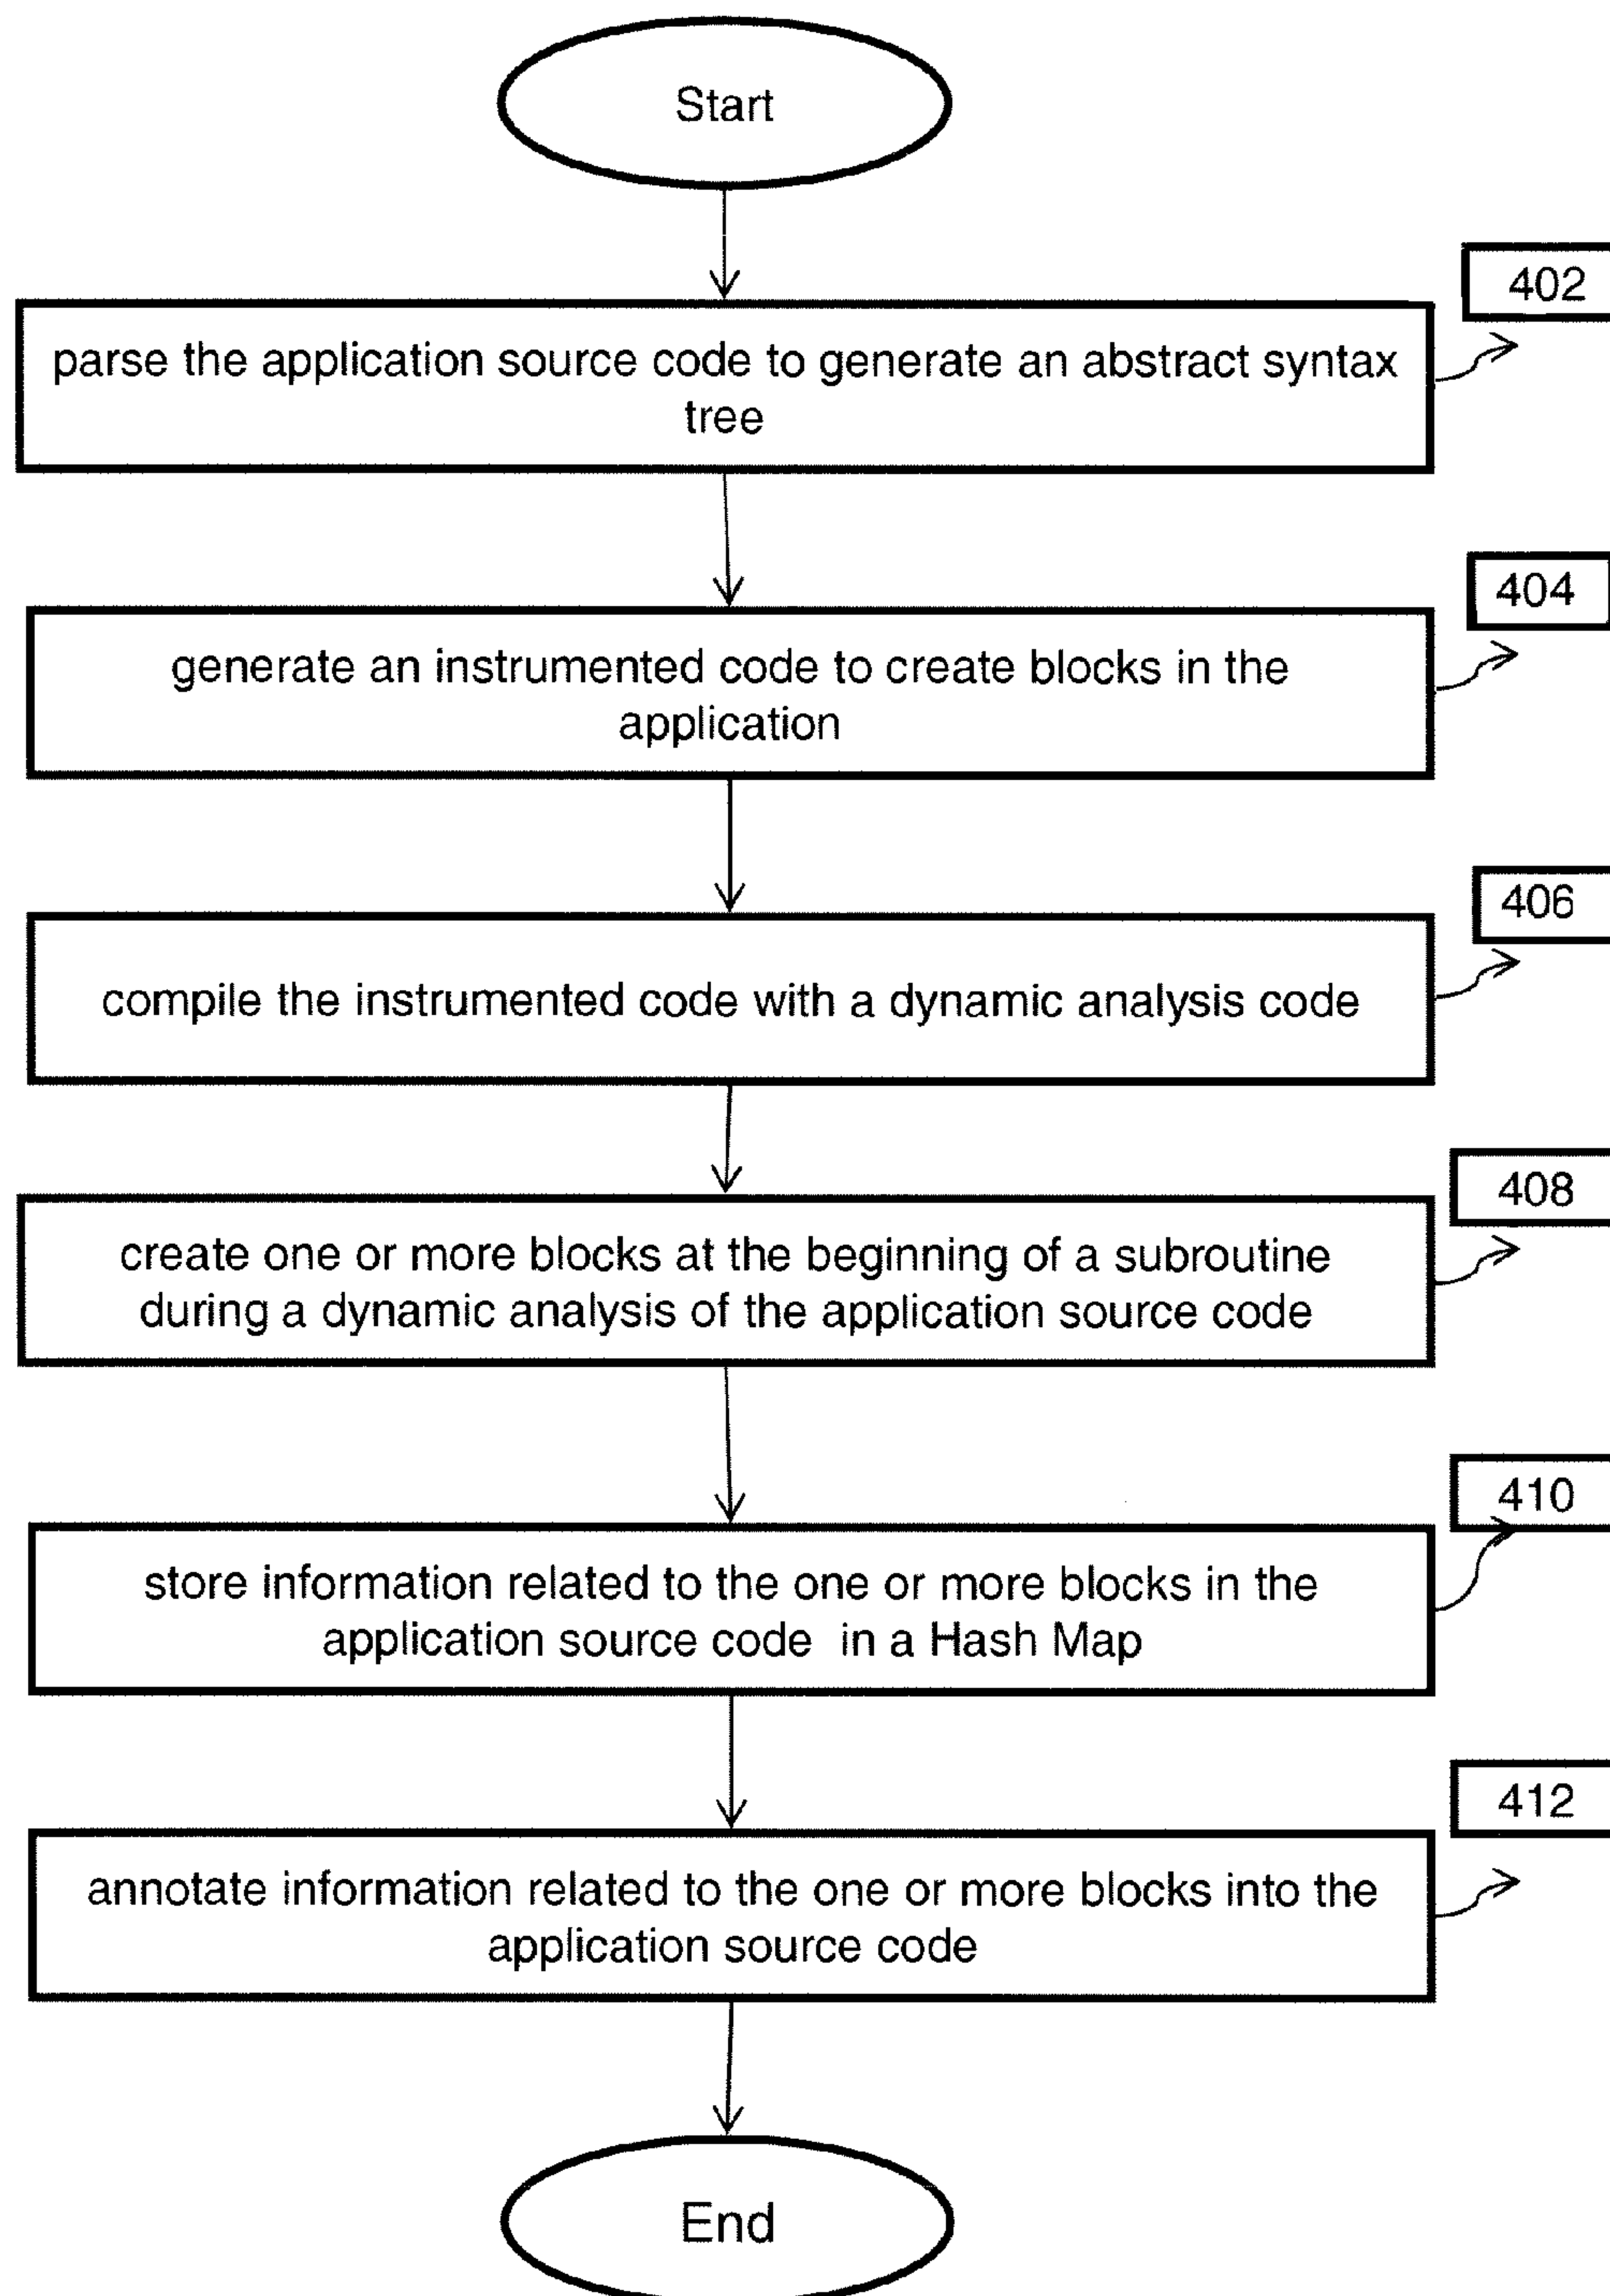 Start
402
parse the application source code to generate an abstract syntax
tree
404
generate an instrumented code to create blocks in the
application
406
compile the instrumented code with a dynamic analysis code
408
create one or more blocks at the beginning of a subroutine
during a dynamic analysis of the application source code
410
store information related to the one or more blocks in the
application source code in a Hash Map
412
annotate information related to the one or more blocks into the
application source code
End